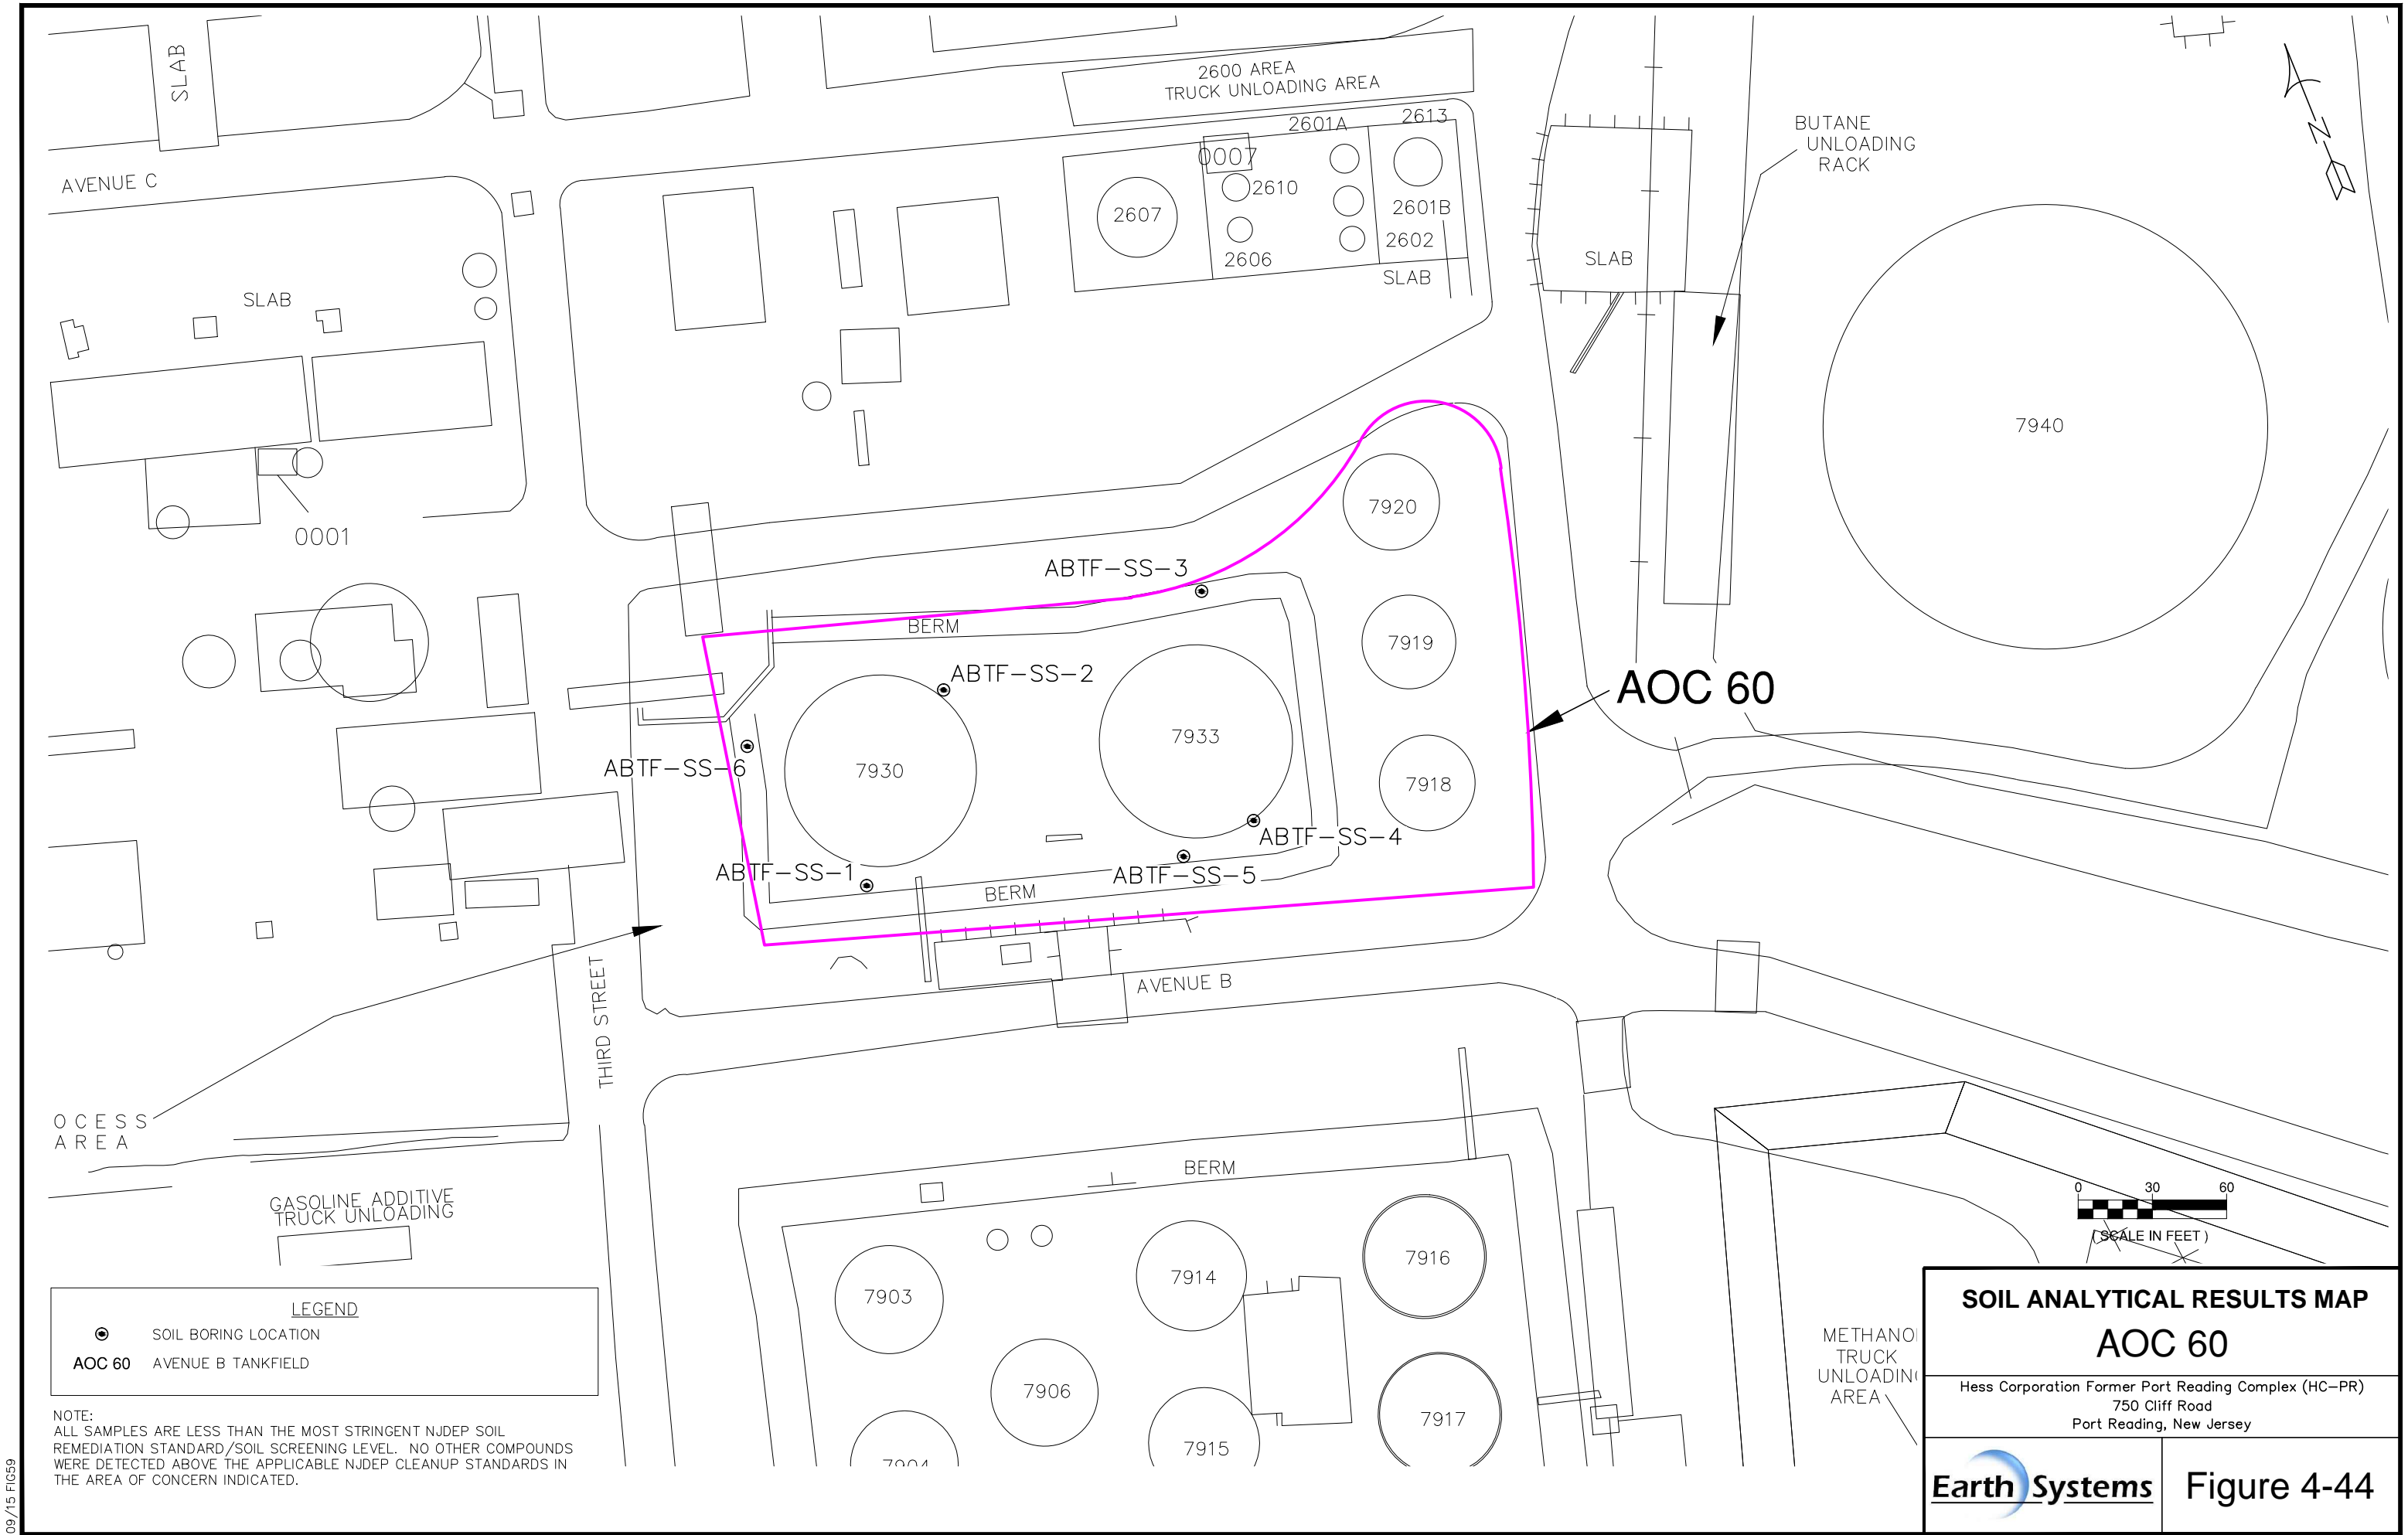 SLAB
2600 AREA
TRUCK UNLOADING AREA
2601A
2613
BUTANE
UNLOADING
RACK
N
AVENUE C
0007
2610
2607
2601B
2602
2606
SLAB
SLAB
SLAB
7940
0001
7920
ABTF-SS-3
BERM
7919
ABTF-SS-2
AOC 60
7933
ABTF-SS-6
7930
7918
ABTF-SS-4
ABTF-SS-1
ABTF-SS-5
BERM
AVENUE B
THIRD STREET
OCESS
AREA
BERM
GASOLINE ADDITIVE
TRUCK UNLOADING
0 30 60
( SCALE IN FEET )
7903
7914
7916
7906
7917
7915
7904
METHANO
TRUCK
UNLOADIN
AREA
LEGEND
SOIL BORING LOCATION
AOC 60 AVENUE B TANKFIELD
NOTE:
ALL SAMPLES ARE LESS THAN THE MOST STRINGENT NJDEP SOIL
REMEDIATION STANDARD/SOIL SCREENING LEVEL. NO OTHER COMPOUNDS
WERE DETECTED ABOVE THE APPLICABLE NJDEP CLEANUP STANDARDS IN
THE AREA OF CONCERN INDICATED.
SOIL ANALYTICAL RESULTS MAP
AOC 60
Hess Corporation Former Port Reading Complex (HC-PR)
750 Cliff Road
Port Reading, New Jersey
Earth Systems
Figure 4-44
09/15 FIG59